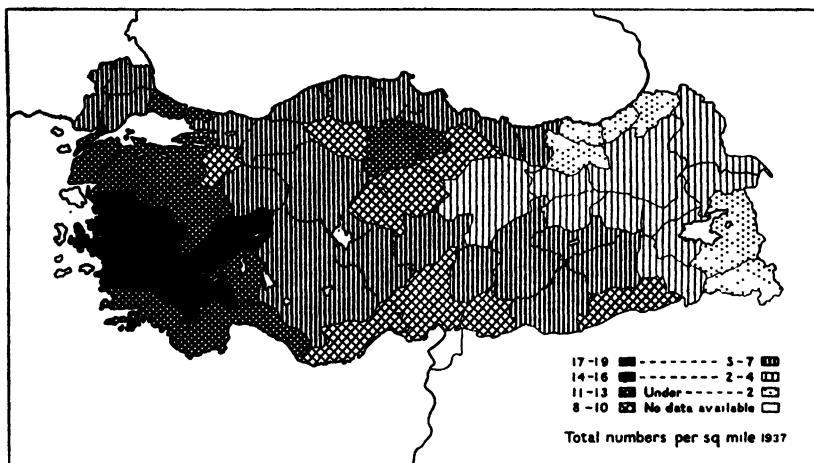 17-19 ------- 5-7
14-16 ------- 2-4
11-13 Under ----- 2
8-10 No data available
Total numbers per sq mile 1937